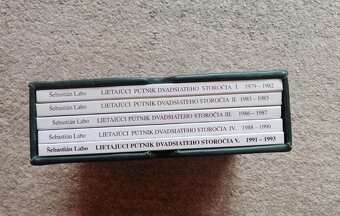 Šebastián Labo LIETAJÚCI PÚTNIK DVADSIATEHO STOROČIA I. 1979 – 1982
Šebastián Labo LIETAJÚCI PÚTNIK DVADSIATEHO STOROČIA II. 1983 – 1985
Šebastián Labo LIETAJÚCI PÚTNIK DVADSIATEHO STOROČIA III. 1986 – 1987
Šebastián Labo LIETAJÚCI PÚTNIK DVADSIATEHO STOROČIA IV. 1988 – 1990
Šebastián Labo LIETAJÚCI PÚTNIK DVADSIATEHO STOROČIA V. 1991 – 1993